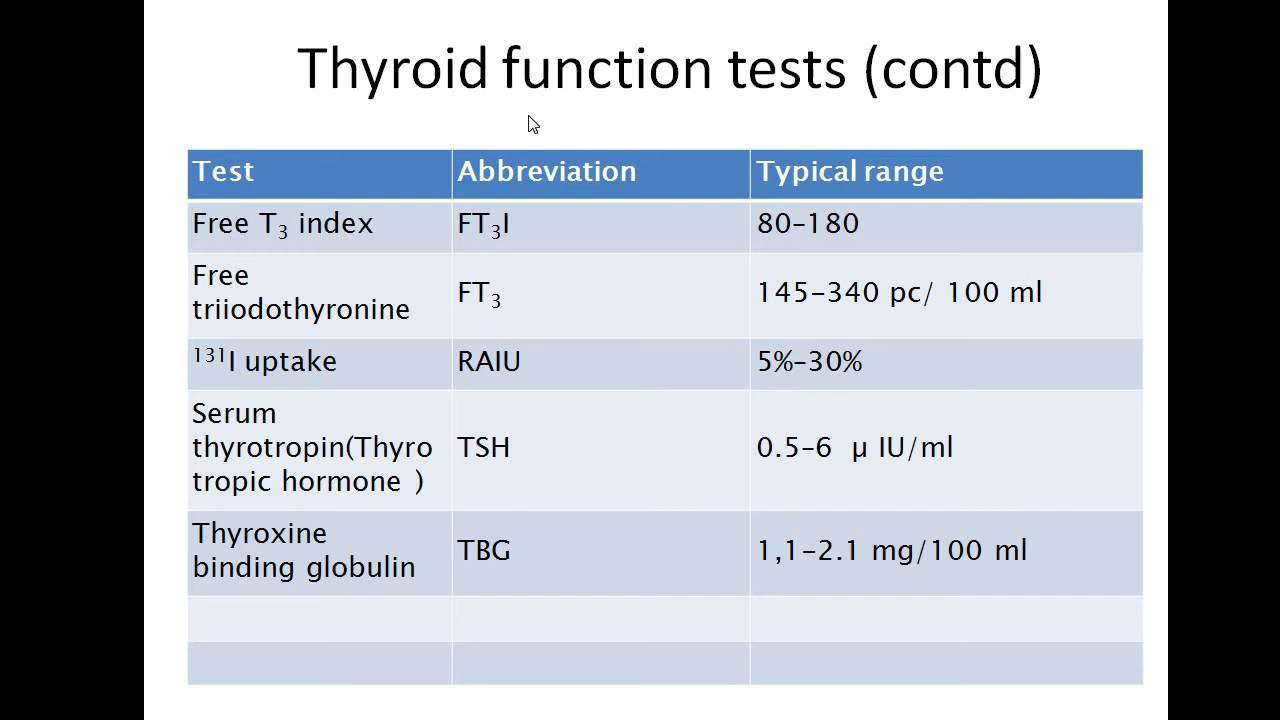 Thyroid function tests (contd)
Test Abbreviation Typical range
Free T₃ index FT₃I 80–180
Free
triiodothyronine FT₃ 145–340 pc/ 100 ml
¹³¹I uptake RAIU 5%–30%
Serum
thyrotropin(Thyro
tropic hormone ) TSH 0.5–6 µ IU/ml
Thyroxine
binding globulin TBG 1,1–2.1 mg/100 ml